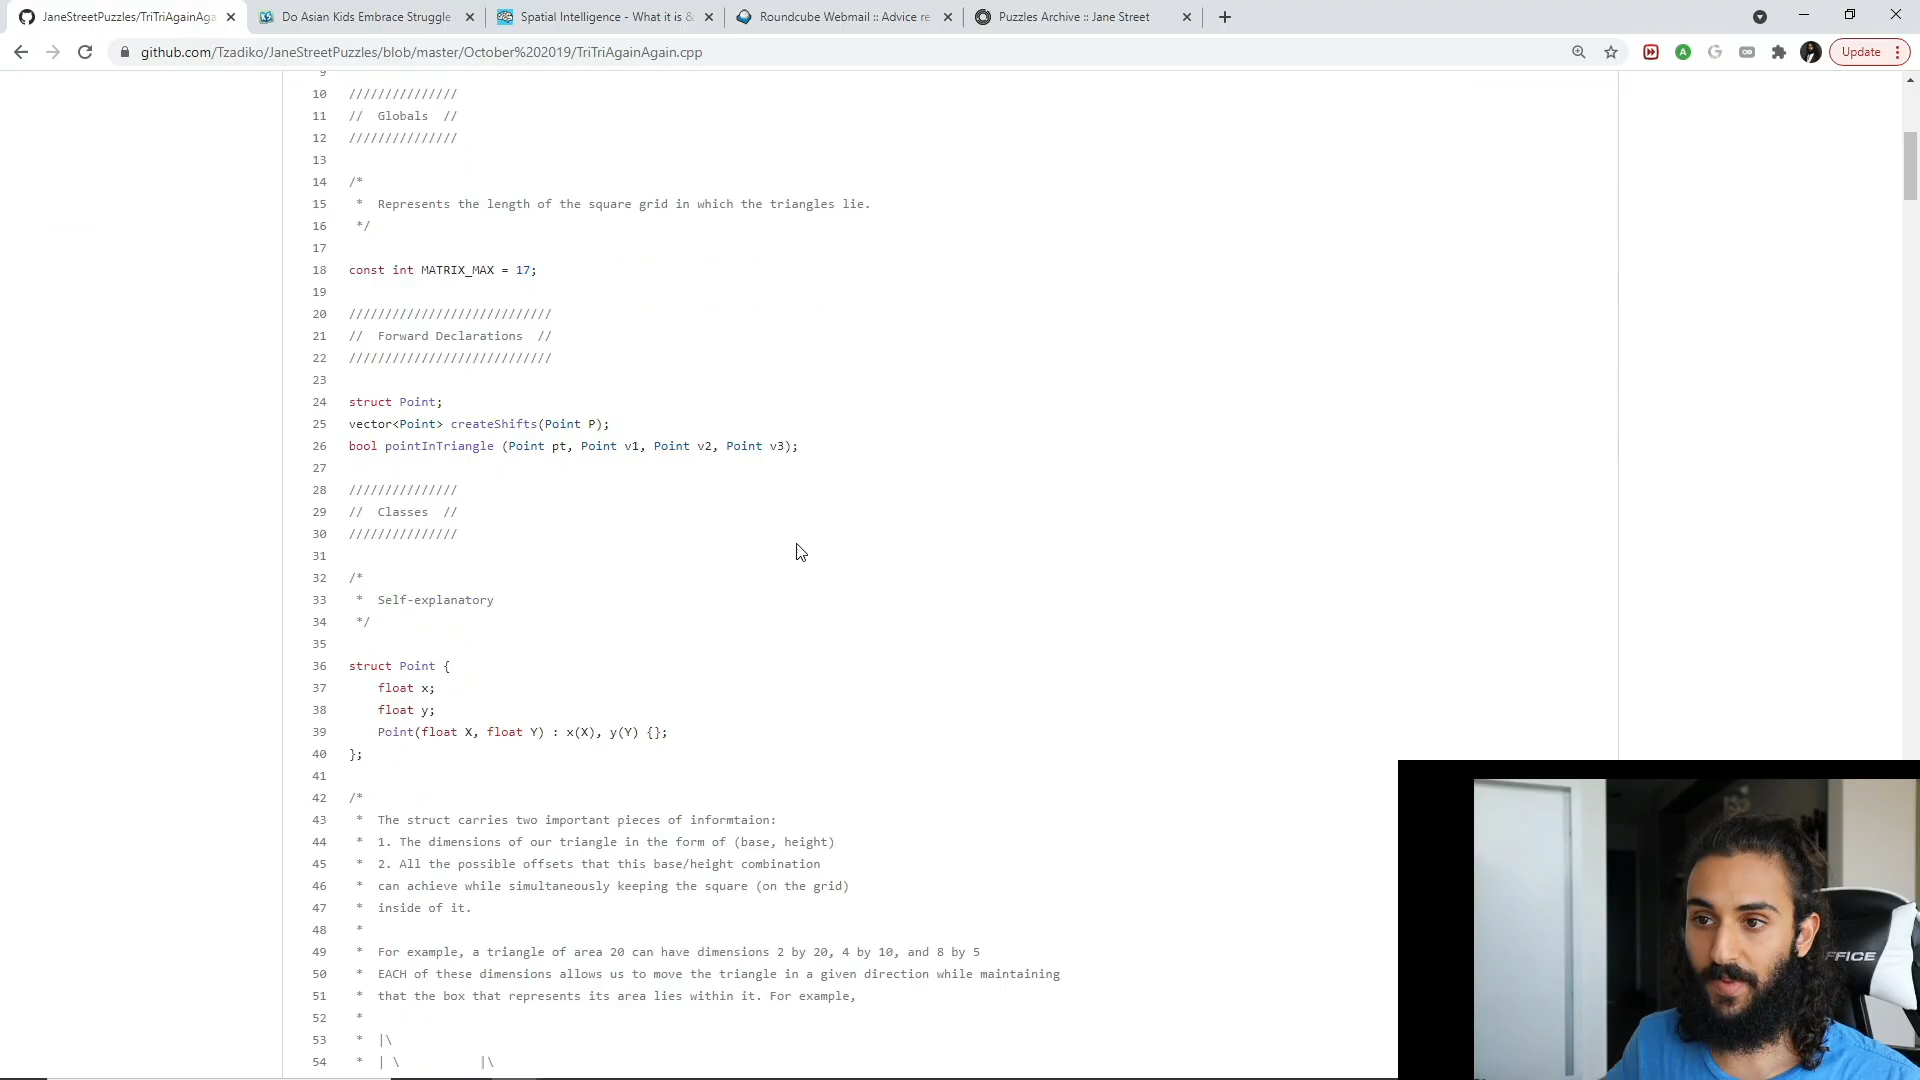 JaneStreetPuzzles/TriTriAgainAga
Do Asian Kids Embrace Struggle
Spatial Intelligence - What it is &
Roundcube Webmail :: Advice re
Puzzles Archive :: Jane Street
github.com/Tzadiko/JaneStreetPuzzles/blob/master/October%202019/TriTriAgainAgain.cpp
Update
9
10 ///////////////
11 //  Globals  //
12 ///////////////
13
14 /*
15  *  Represents the length of the square grid in which the triangles lie.
16  */
17
18 const int MATRIX_MAX = 17;
19
20 ////////////////////////////
21 //  Forward Declarations  //
22 ////////////////////////////
23
24 struct Point;
25 vector<Point> createShifts(Point P);
26 bool pointInTriangle (Point pt, Point v1, Point v2, Point v3);
27
28 ///////////////
29 //  Classes  //
30 ///////////////
31
32 /*
33  *  Self-explanatory
34  */
35
36 struct Point {
37     float x;
38     float y;
39     Point(float X, float Y) : x(X), y(Y) {};
40 };
41
42 /*
43  *  The struct carries two important pieces of informtaion:
44  *  1. The dimensions of our triangle in the form of (base, height)
45  *  2. All the possible offsets that this base/height combination
46  *  can achieve while simultaneously keeping the square (on the grid)
47  *  inside of it.
48  *
49  *  For example, a triangle of area 20 can have dimensions 2 by 20, 4 by 10, and 8 by 5
50  *  EACH of these dimensions allows us to move the triangle in a given direction while maintaining
51  *  that the box that represents its area lies within it. For example,
52  *
53  *  |\
54  *  | \           |\
FFICE